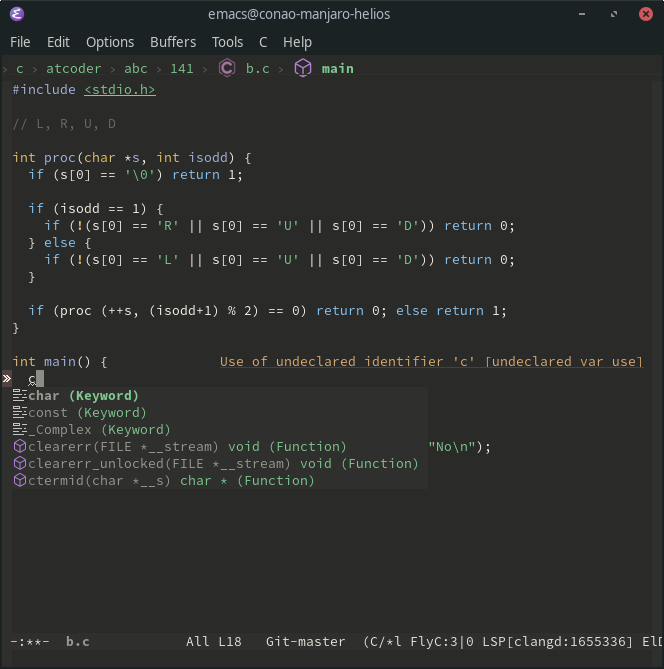 emacs@conao-manjaro-helios
File Edit Options Buffers Tools C Help
› c › atcoder › abc › 141 › C b.c › main
#include <stdio.h>
// L, R, U, D
int proc(char *s, int isodd) {
  if (s[0] == '\0') return 1;
  if (isodd == 1) {
    if (!(s[0] == 'R' || s[0] == 'U' || s[0] == 'D')) return 0;
  } else {
    if (!(s[0] == 'L' || s[0] == 'U' || s[0] == 'D')) return 0;
  }
  if (proc (++s, (isodd+1) % 2) == 0) return 0; else return 1;
}
int main() { Use of undeclared identifier 'c' [undeclared_var_use]
» c
char (Keyword)
const (Keyword)
_Complex (Keyword)
clearerr(FILE *__stream) void (Function) "No\n");
clearerr_unlocked(FILE *__stream) void (Function)
ctermid(char *__s) char * (Function)
-:**- b.c All L18 Git-master (C/*l FlyC:3|0 LSP[clangd:1655336] ElD